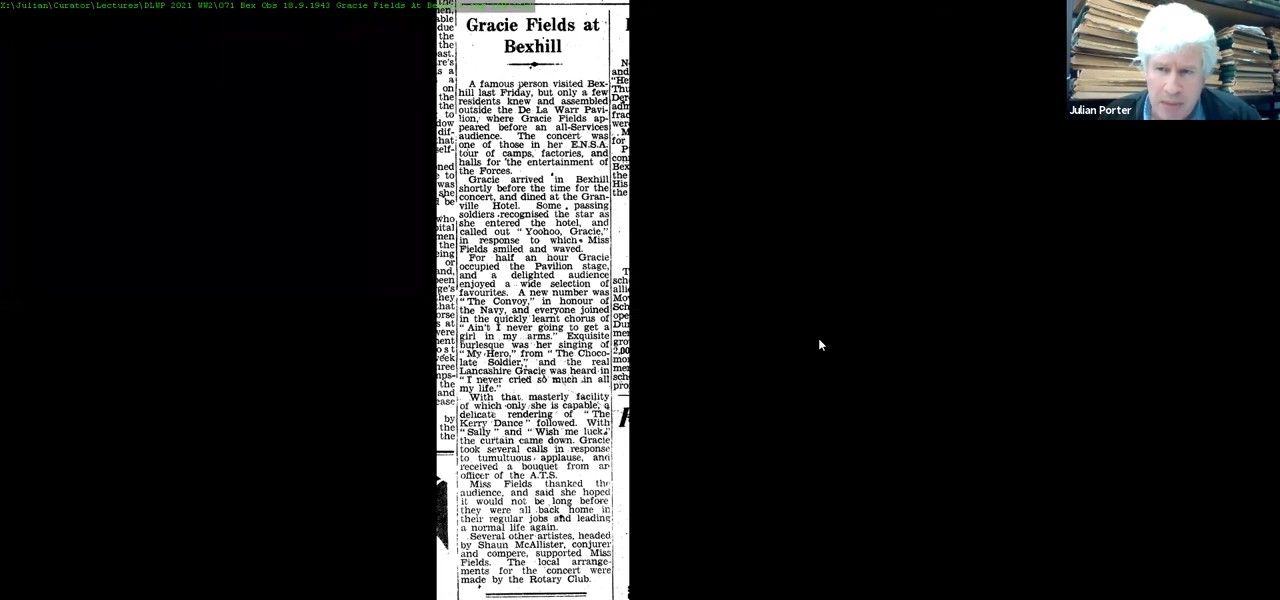 X:\Julian\Curator\Lectures\DLWP 2021 WW2\071 Bex Obs 18.9.1943 Gracie Fields At Be
Julian Porter
Gracie Fields at
Bexhill
A famous person visited Bex-
hill last Friday, but only a few
residents knew and assembled
outside the De La Warr Pavi-
lion, where Gracie Fields ap-
peared before an all-Services
audience. The concert was
one of those in her E.N.S.A.
tour of camps, factories, and
halls for the entertainment of
the Forces.
Gracie arrived in Bexhill
shortly before the time for the
concert, and dined at the Gran-
ville Hotel. Some passing
soldiers recognised the star as
she entered the hotel, and
called out "Yoohoo, Gracie,"
in response to which Miss
Fields smiled and waved.
For half an hour Gracie
occupied the Pavilion stage,
and a delighted audience
enjoyed a wide selection of
favourites. A new number was
"The Convoy," in honour of
the Navy, and everyone joined
in the quickly learnt chorus of
"Ain't I never going to get a
girl in my arms." Exquisite
burlesque was her singing of
"My Hero," from "The Choco-
late Soldier," and the real
Lancashire Gracie was heard in
"I never cried so much in all
my life."
With that masterly facility
of which only she is capable, a
delicate rendering of "The
Kerry Dance" followed. With
"Sally" and "Wish me luck,"
the curtain came down. Gracie
took several calls in response
to tumultuous applause, and
received a bouquet from an
officer of the A.T.S.
Miss Fields thanked the
audience, and said she hoped
it would not be long before
they were all back home in
their regular jobs and leading
a normal life again.
Several other artistes, headed
by Shaun McAllister, conjurer
and compere, supported Miss
Fields. The local arrange-
ments for the concert were
made by the Rotary Club.